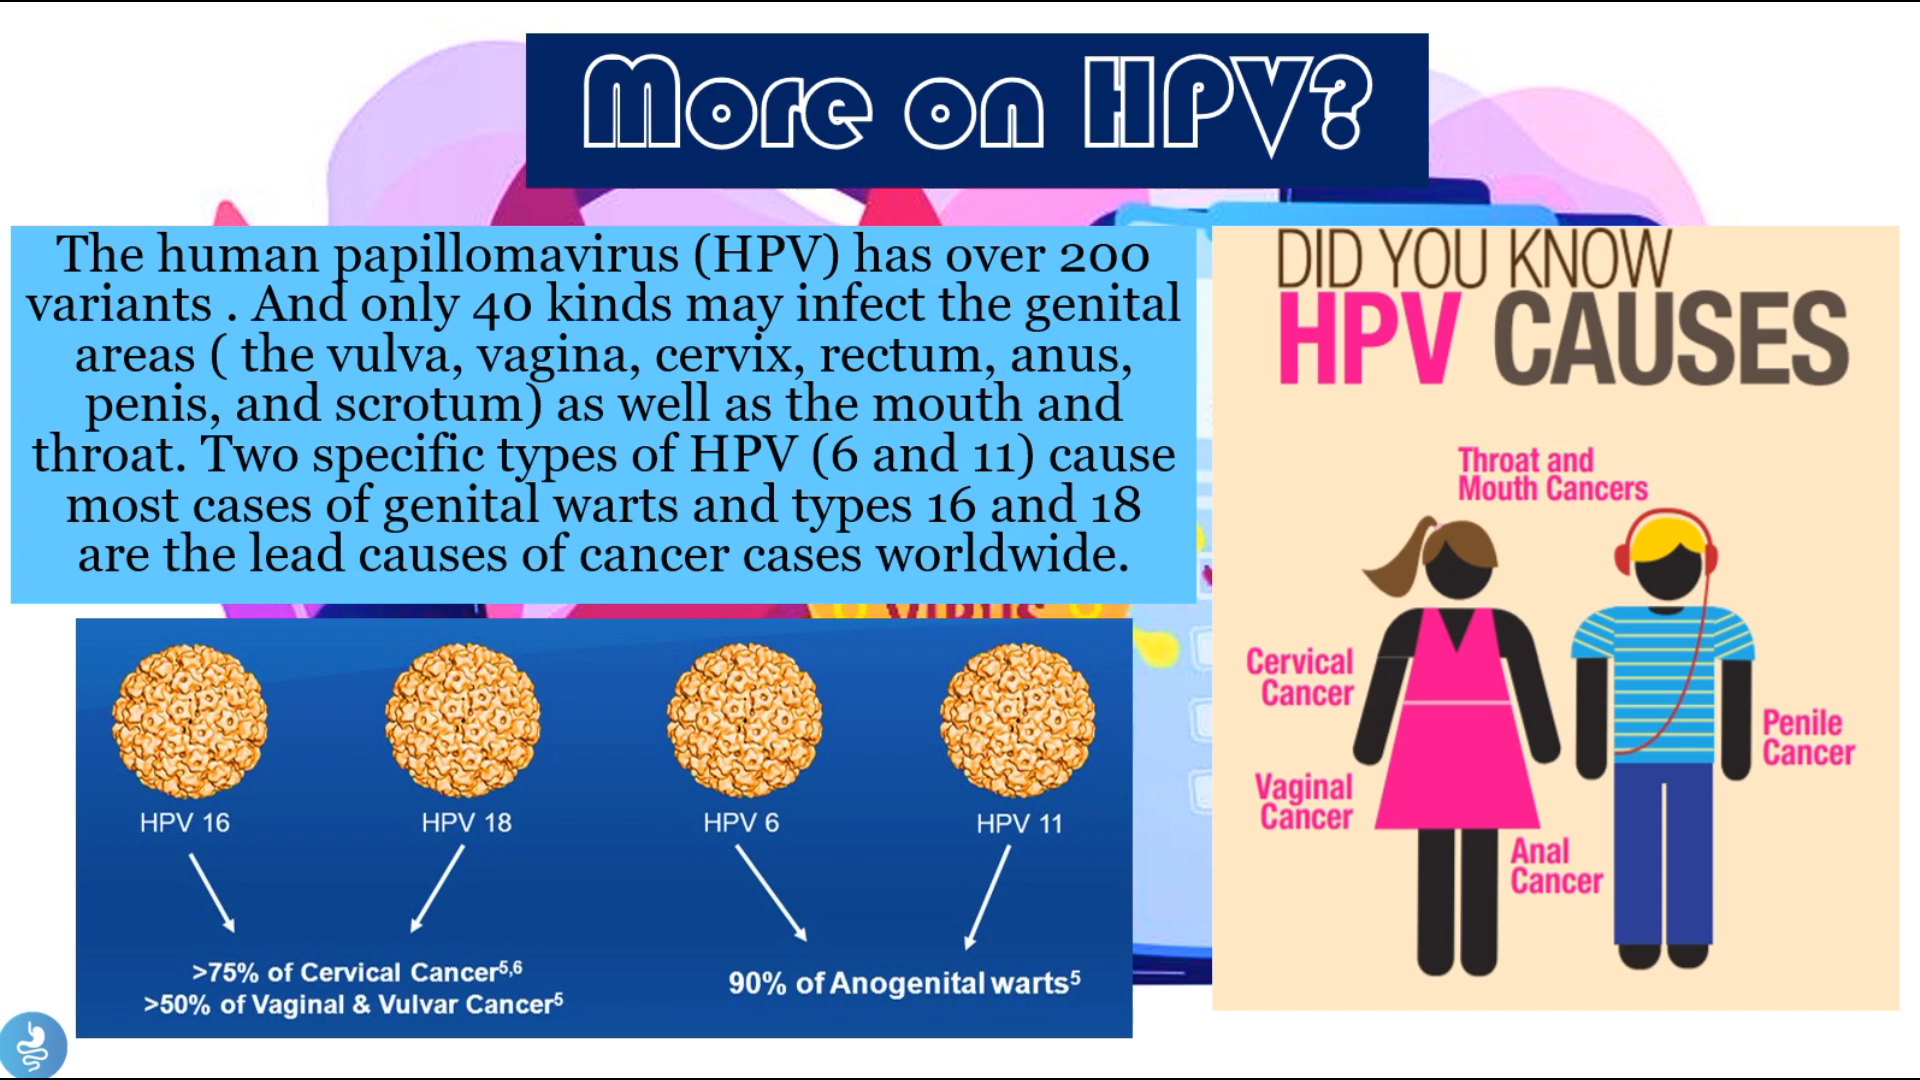 More on HPV?
The human papillomavirus (HPV) has over 200
variants . And only 40 kinds may infect the genital
areas ( the vulva, vagina, cervix, rectum, anus,
penis, and scrotum) as well as the mouth and
throat. Two specific types of HPV (6 and 11) cause
most cases of genital warts and types 16 and 18
are the lead causes of cancer cases worldwide.
VIRUS
HPV 16
HPV 18
HPV 6
HPV 11
>75% of Cervical Cancer5,6
>50% of Vaginal & Vulvar Cancer5
90% of Anogenital warts5
DID YOU KNOW
HPV CAUSES
Throat and
Mouth Cancers
Cervical
Cancer
Penile
Cancer
Vaginal
Cancer
Anal
Cancer